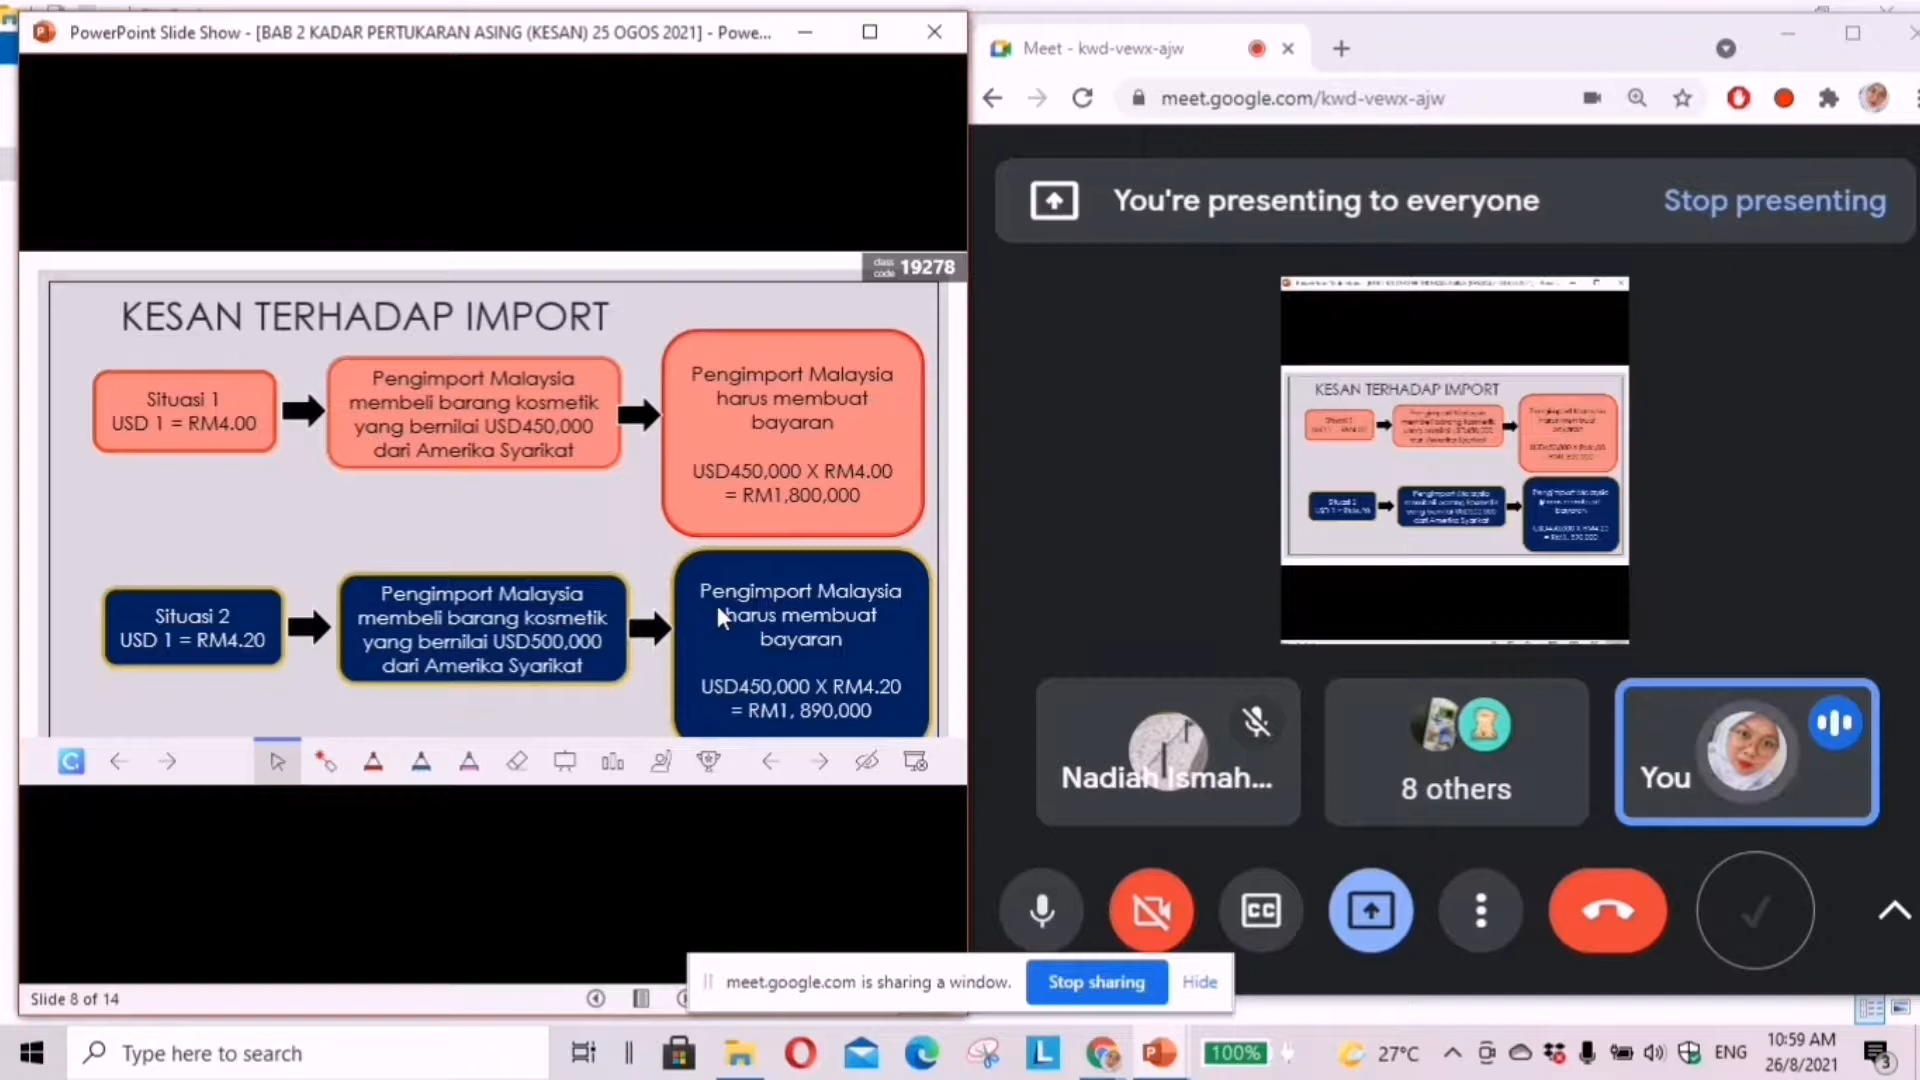 PowerPoint Slide Show - [BAB 2 KADAR PERTUKARAN ASING (KESAN) 25 OGOS 2021] - Powe...
class code 19278
KESAN TERHADAP IMPORT
Situasi 1
USD 1 = RM4.00
Pengimport Malaysia
membeli barang kosmetik
yang bernilai USD450,000
dari Amerika Syarikat
Pengimport Malaysia
harus membuat
bayaran
USD450,000 X RM4.00
= RM1,800,000
Situasi 2
USD 1 = RM4.20
Pengimport Malaysia
membeli barang kosmetik
yang bernilai USD500,000
dari Amerika Syarikat
Pengimport Malaysia
harus membuat
bayaran
USD450,000 X RM4.20
= RM1, 890,000
Slide 8 of 14
Meet - kwd-vewx-ajw
meet.google.com/kwd-vewx-ajw
You're presenting to everyone
Stop presenting
KESAN TERHADAP IMPORT
Nadiah Ismah...
8 others
You
CC
meet.google.com is sharing a window.
Stop sharing
Hide
Type here to search
L
100%
27°C
ENG
10:59 AM
26/8/2021
3